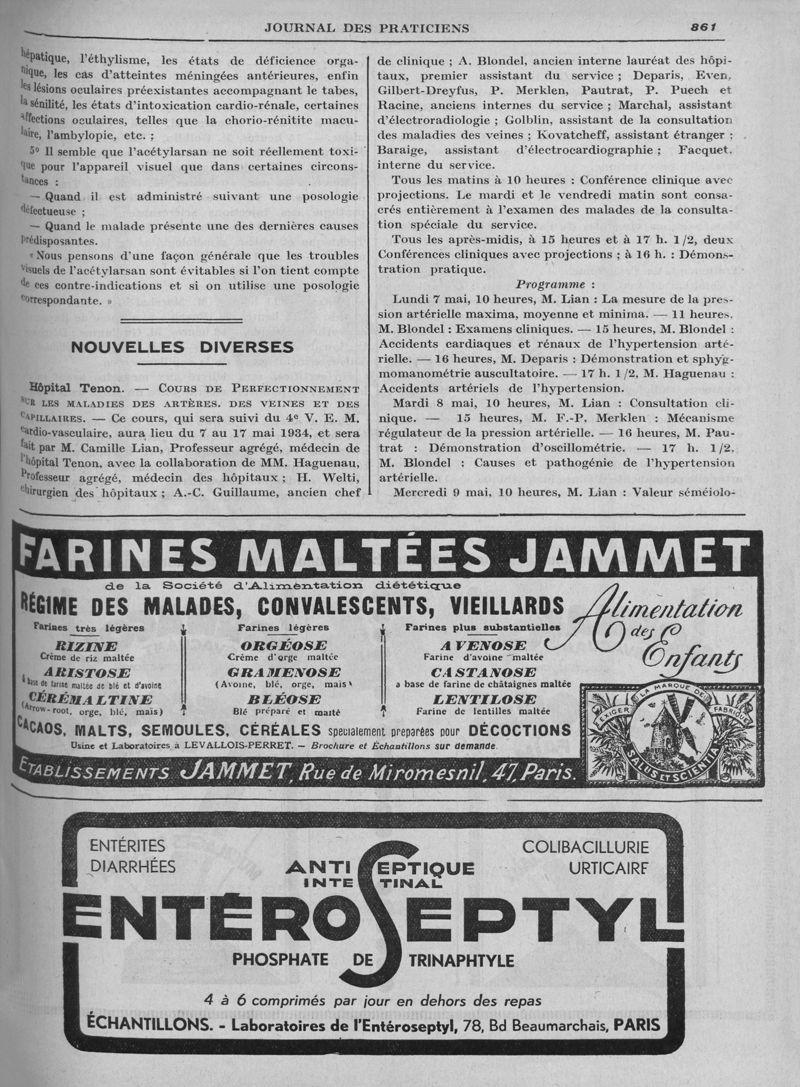 JOURNAL DES PRATICIENS 861
hépatique, l'éthylisme, les états de déficience orga-
nique, les cas d'atteintes méningées antérieures, enfin
les lésions oculaires préexistantes accompagnant le tabes,
la sénilité, les états d'intoxication cardio-rénale, certaines
affections oculaires, telles que la chorio-rénitite macu-
laire, l'ambylopic, etc. ;
5° Il semble que l'acétylarsan ne soit réellement toxi-
que pour l'appareil visuel que dans certaines circons-
tances :
— Quand il est administré suivant une posologie
défectueuse ;
— Quand le malade présente une des dernières causes
prédisposantes.
« Nous pensons d'une façon générale que les troubles
visuels de l'acétylarsan sont évitables si l'on tient compte
de ces contre-indications et si on utilise une posologie
correspondante. »
NOUVELLES DIVERSES
Hôpital Tenon. — COURS DE PERFECTIONNEMENT
SUR LES MALADIES DES ARTÈRES, DES VEINES ET DES
CAPILLAIRES. — Ce cours, qui sera suivi du 4e V. E. M.
cardio-vasculaire, aura lieu du 7 au 17 mai 1934, et sera
fait par M. Camille Lian, Professeur agrégé, médecin de
l'hôpital Tenon, avec la collaboration de MM. Haguenau,
Professeur agrégé, médecin des hôpitaux ; H. Welti,
chirurgien des hôpitaux ; A.-C. Guillaume, ancien chef
de clinique ; A. Blondel, ancien interne lauréat des hôpi-
taux, premier assistant du service ; Deparis, Even,
Gilbert-Dreyfus, P. Merklen, Pautrat, P. Puech et
Racine, anciens internes du service ; Marchal, assistant
d'électroradiologie ; Golblin, assistant de la consultation
des maladies des veines ; Kovatcheff, assistant étranger ;
Baraige, assistant d'électrocardiographie ; Facquet,
interne du service.
Tous les matins à 10 heures : Conférence clinique avec
projections. Le mardi et le vendredi matin sont consa-
crés entièrement à l'examen des malades de la consulta-
tion spéciale du service.
Tous les après-midis, à 15 heures et à 17 h. 1/2, deux
Conférences cliniques avec projections ; à 16 h. : Démons-
tration pratique.
Programme :
Lundi 7 mai, 10 heures, M. Lian : La mesure de la pres-
sion artérielle maxima, moyenne et minima. — 11 heures,
M. Blondel : Examens cliniques. — 15 heures, M. Blondel :
Accidents cardiaques et rénaux de l'hypertension arté-
rielle. — 16 heures, M. Deparis : Démonstration et sphyg-
momanométrie auscultatoire. — 17 h. 1/2, M. Haguenau :
Accidents artériels de l'hypertension.
Mardi 8 mai, 10 heures, M. Lian : Consultation cli-
nique. — 15 heures, M. F.-P. Merklen : Mécanisme
régulateur de la pression artérielle. — 16 heures, M. Pau-
trat : Démonstration d'oscillométrie. — 17 h. 1/2,
M. Blondel : Causes et pathogénie de l'hypertension
artérielle.
Mercredi 9 mai, 10 heures, M. Lian : Valeur séméiolo-
FARINES MALTÉES JAMMET
de la Société d'Alimentation diététique
RÉGIME DES MALADES, CONVALESCENTS, VIEILLARDS
Alimentation
des
Enfants
Farines très légères
RIZINE
Crème de riz maltée
ARISTOSE
à base de farine maltée de blé et d'avoine
CÉRÉMALTINE
(Arrow-root, orge, blé, maïs)
Farines légères
ORGÉOSE
Crème d'orge maltée
GRAMENOSE
(Avoine, blé, orge, maïs)
BLÉOSE
Blé préparé et malté
Farines plus substantielles
AVENOSE
Farine d'avoine maltée
CASTANOSE
a base de farine de châtaignes maltée
LENTILOSE
Farine de lentilles maltée
CACAOS, MALTS, SEMOULES, CÉRÉALES spécialement préparées pour DÉCOCTIONS
Usine et Laboratoires à LEVALLOIS-PERRET. — Brochure et Échantillons sur demande.
ÉTABLISSEMENTS JAMMET, Rue de Miromesnil, 47, Paris.
EXIGER LA MARQUE DE FABRIQUE
SALUS ET SCIENTIA
ENTÉRITES
DIARRHÉES
COLIBACILLURIE
URTICAIRE
ANTISEPTIQUE
INTESTINAL
ENTÉROSEPTYL
PHOSPHATE DE TRINAPHTYLE
4 à 6 comprimés par jour en dehors des repas
ÉCHANTILLONS. - Laboratoires de l'Entéroseptyl, 78, Bd Beaumarchais, PARIS